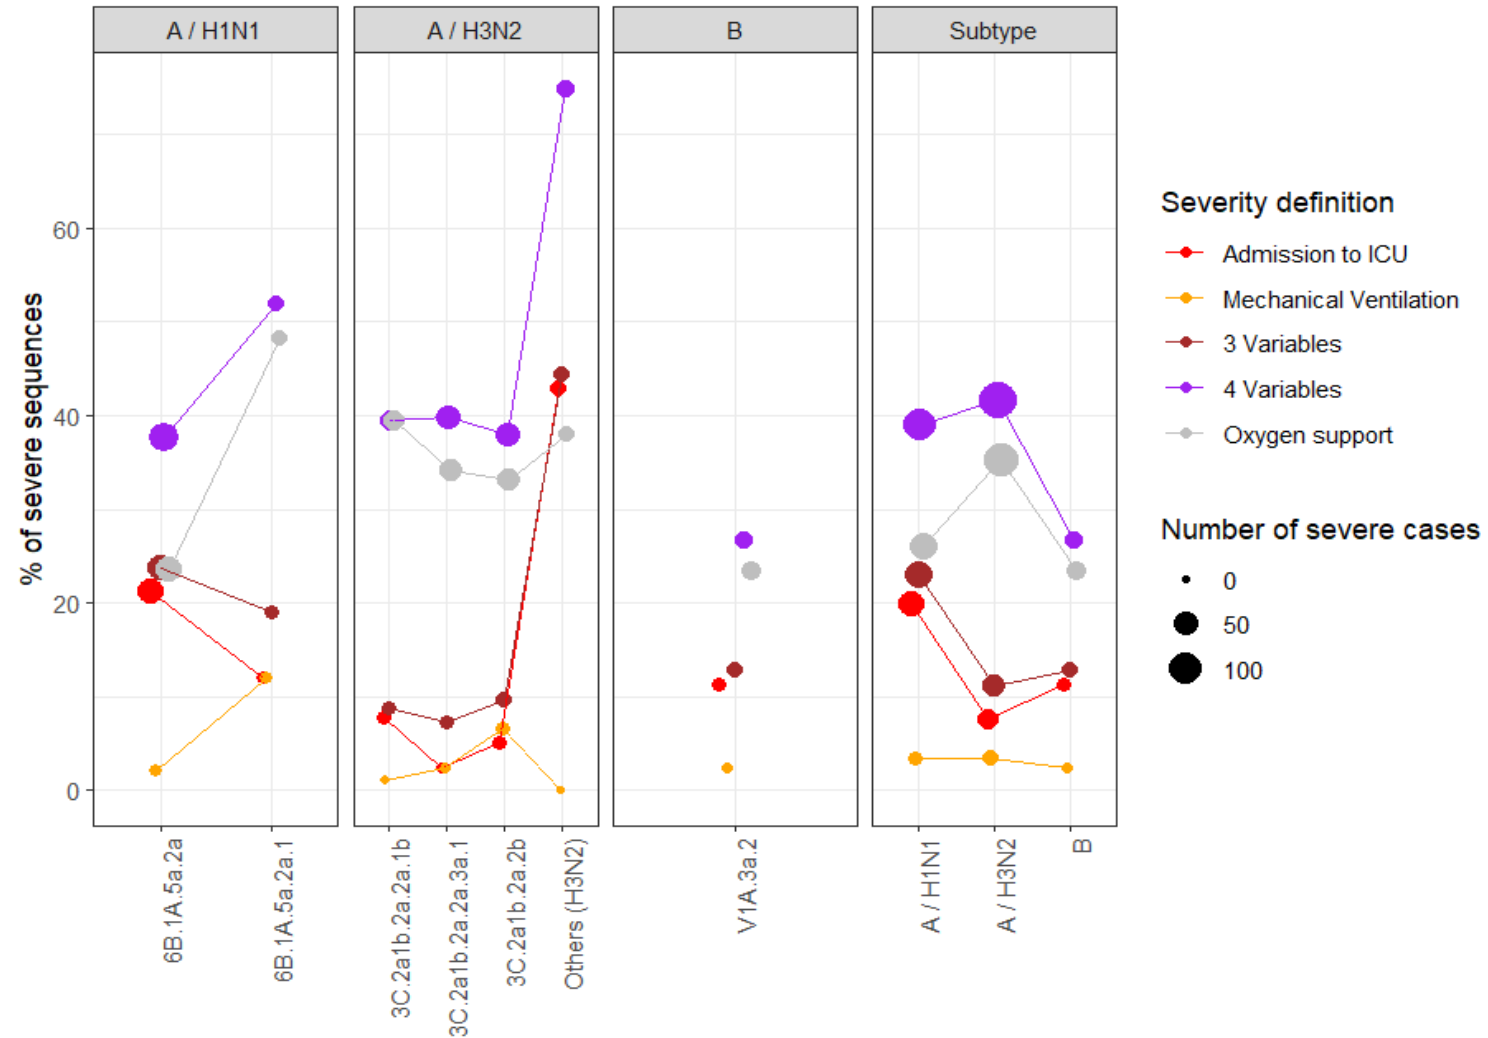 A / H1N1
A / H3N2
B
Subtype
% of severe sequences
60
40
20
0
6B.1A.5a.2a
6B.1A.5a.2a.1
3C.2a1b.2a.2a.1b
3C.2a1b.2a.2a.3a.1
3C.2a1b.2a.2b
Others (H3N2)
V1A.3a.2
A / H1N1
A / H3N2
B
Severity definition
Admission to ICU
Mechanical Ventilation
3 Variables
4 Variables
Oxygen support
Number of severe cases
0
50
100